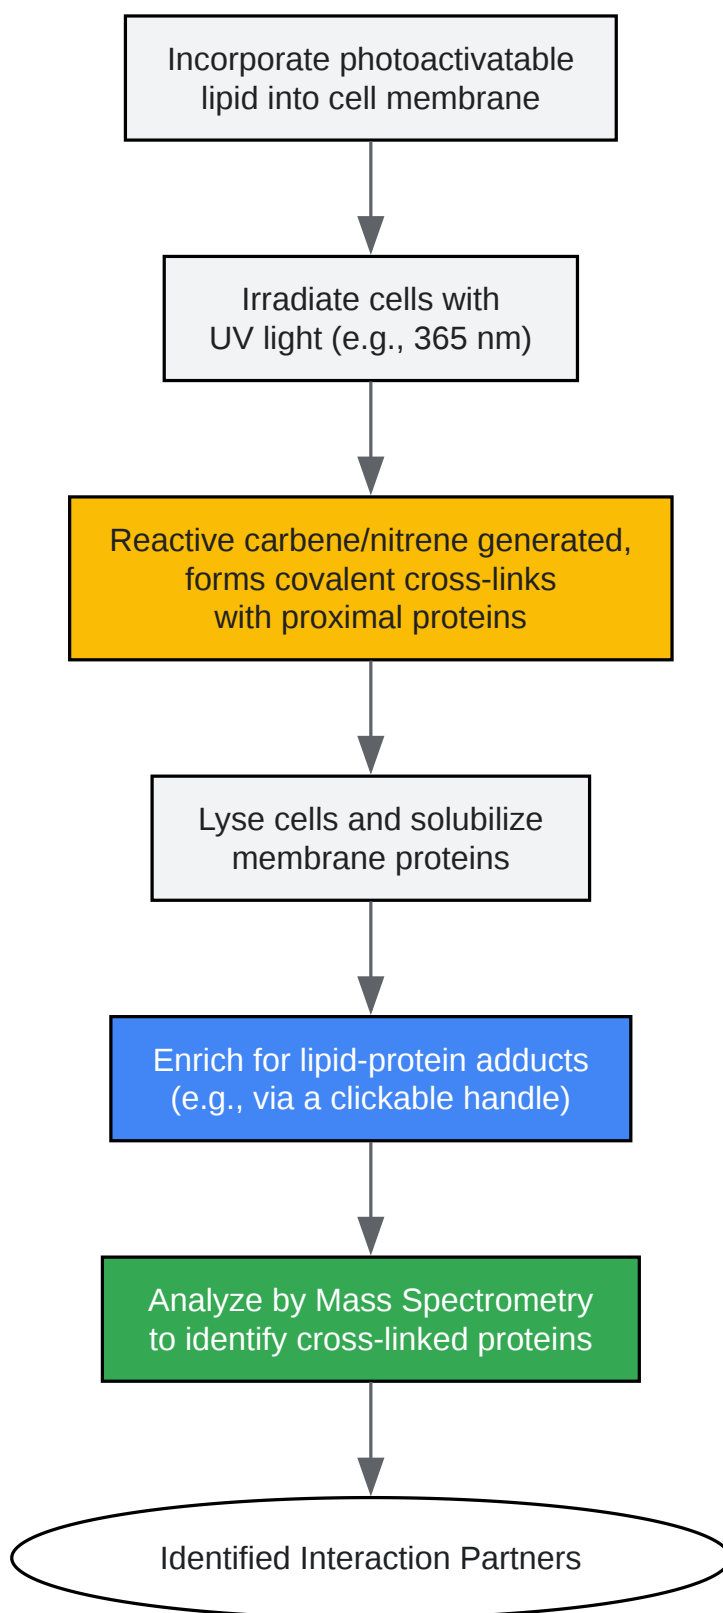 Incorporate photoactivatable
lipid into cell membrane
Irradiate cells with
UV light (e.g., 365 nm)
Reactive carbene/nitrene generated,
forms covalent cross-links
with proximal proteins
Lyse cells and solubilize
membrane proteins
Enrich for lipid-protein adducts
(e.g., via a clickable handle)
Analyze by Mass Spectrometry
to identify cross-linked proteins
Identified Interaction Partners